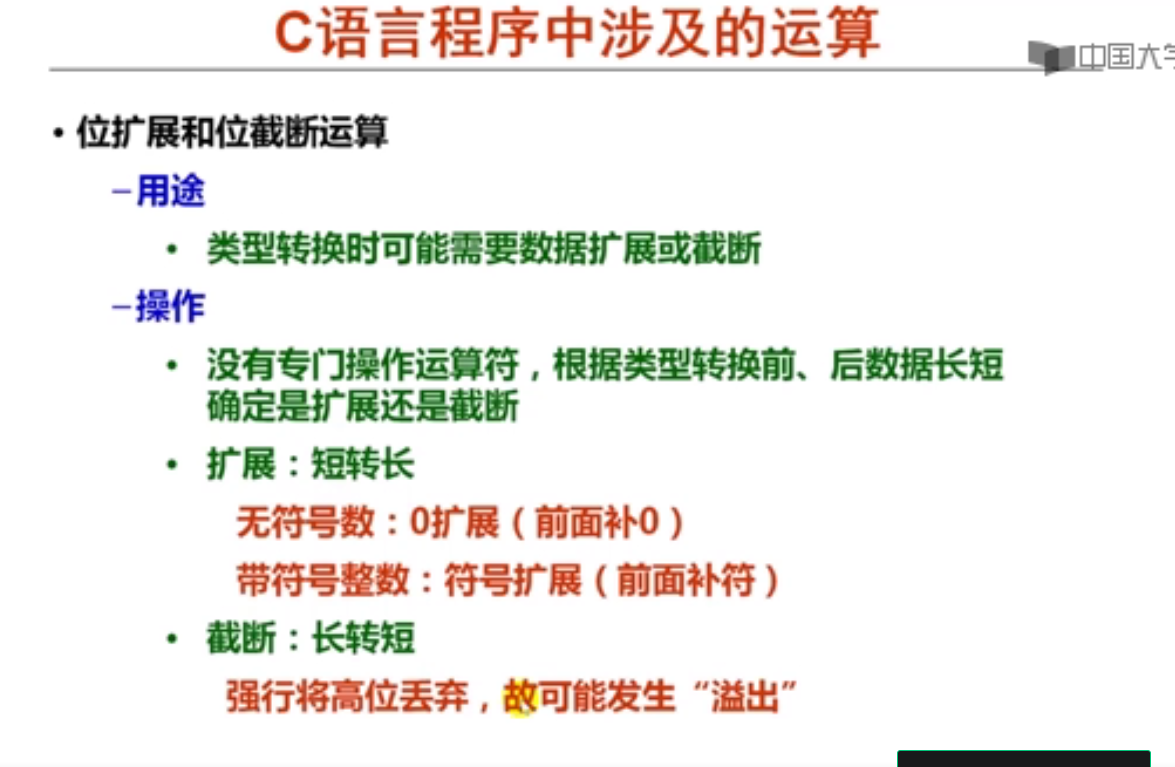 C语言程序中涉及的运算
中国大学
• 位扩展和位截断运算
–用途
• 类型转换时可能需要数据扩展或截断
–操作
• 没有专门操作运算符，根据类型转换前、后数据长短
确定是扩展还是截断
• 扩展：短转长
无符号数：0扩展（前面补0）
带符号整数：符号扩展（前面补符）
• 截断：长转短
强行将高位丢弃，故可能发生“溢出”